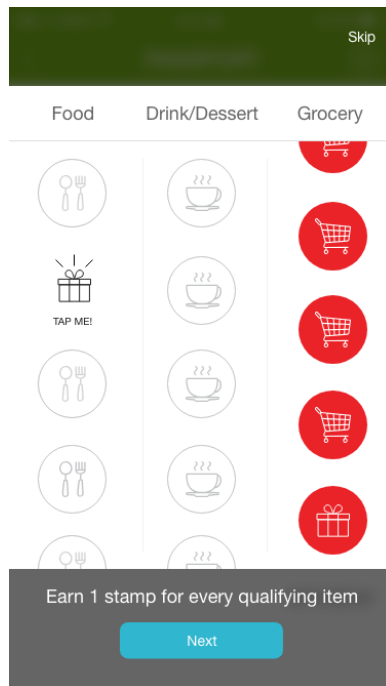 Skip
Food Drink/Dessert Grocery
TAP ME!
Earn 1 stamp for every qualifying item
Next